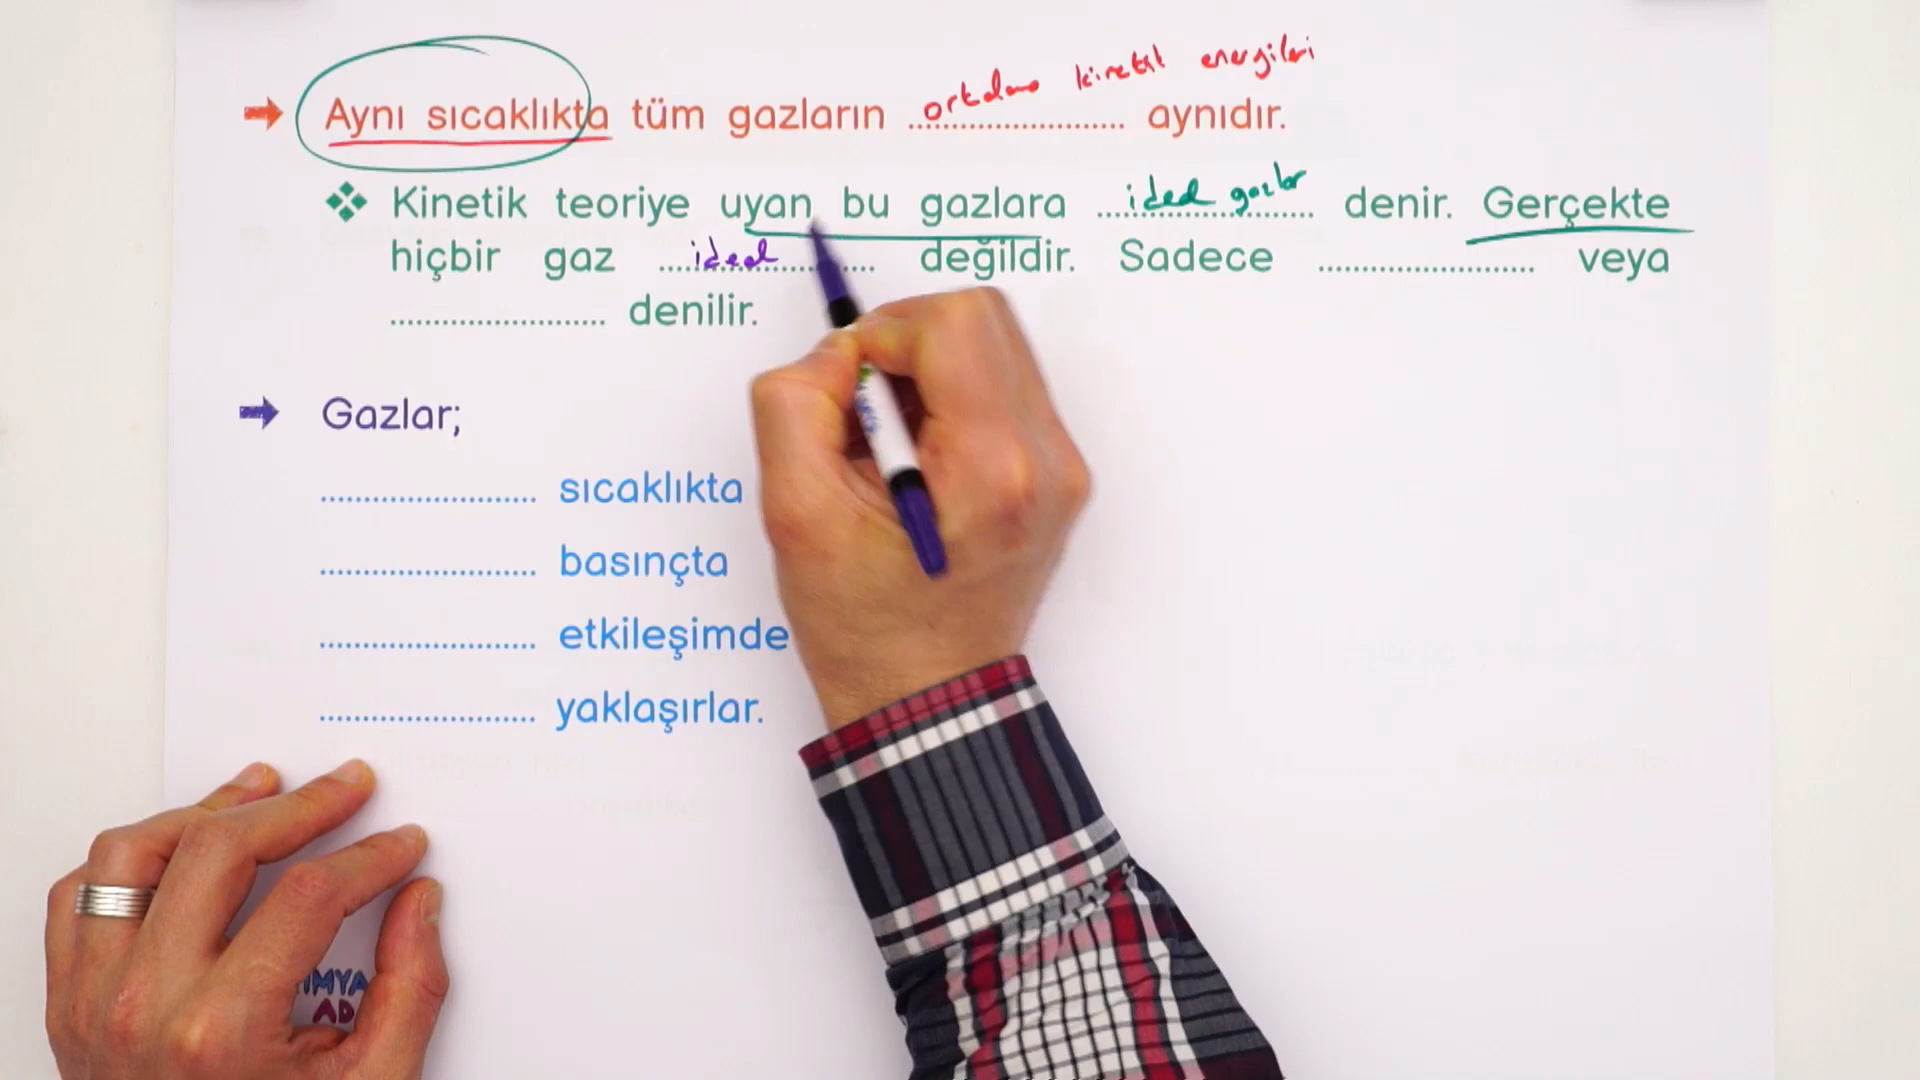 ortalama kinetik energileri
Aynı sıcaklıkta tüm gazların ........................ aynıdır.
Kinetik teoriye uyan bu gazlara ideal gazlar denir. Gerçekte
hiçbir gaz ideal değildir. Sadece ........................ veya
........................ denilir.
Gazlar;
........................ sıcaklıkta
........................ basınçta
........................ etkileşimde
........................ yaklaşırlar.